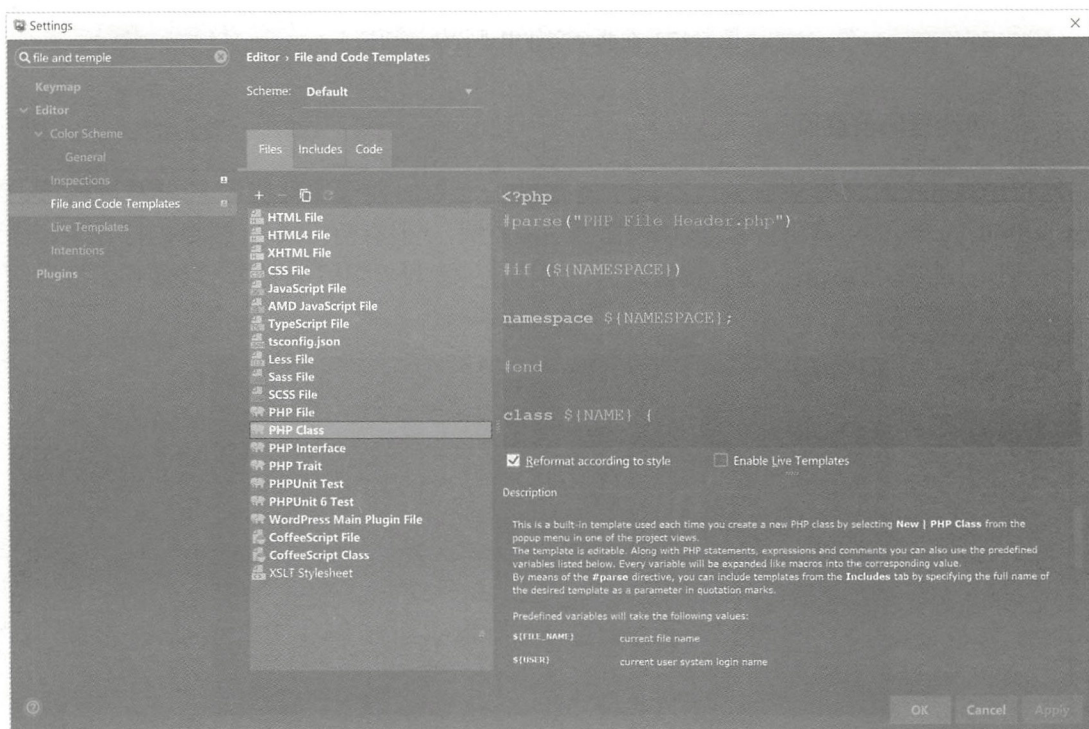 Settings
file and temple
Keymap
Editor
Color Scheme
General
Inspections
File and Code Templates
Live Templates
Intentions
Plugins
Editor › File and Code Templates
Scheme: Default
Files Includes Code
HTML File
HTML4 File
XHTML File
CSS File
JavaScript File
AMD JavaScript File
TypeScript File
tsconfig.json
Less File
Sass File
SCSS File
PHP File
PHP Class
PHP Interface
PHP Trait
PHPUnit Test
PHPUnit 6 Test
WordPress Main Plugin File
CoffeeScript File
CoffeeScript Class
XSLT Stylesheet
<?php
#parse("PHP File Header.php")
#if (${NAMESPACE})
namespace ${NAMESPACE};
#end
class ${NAME} {
Reformat according to style Enable Live Templates
Description
This is a built-in template used each time you create a new PHP class by selecting New | PHP Class from the
popup menu in one of the project views.
The template is editable. Along with PHP statements, expressions and comments you can also use the predefined
variables listed below. Every variable will be expanded like macros into the corresponding value.
By means of the #parse directive, you can include templates from the Includes tab by specifying the full name of
the desired template as a parameter in quotation marks.
Predefined variables will take the following values:
${FILE_NAME} current file name
${USER} current user system login name
OK Cancel Apply